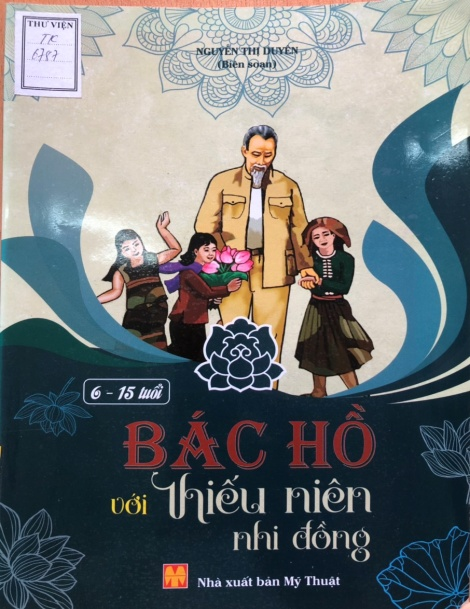 THƯ VIỆN
TK
6787
NGUYỄN THỊ DUYÊN
(Biên soạn)
6 - 15 tuổi
BÁC HỒ
với thiếu niên
nhi đồng
Nhà xuất bản Mỹ Thuật